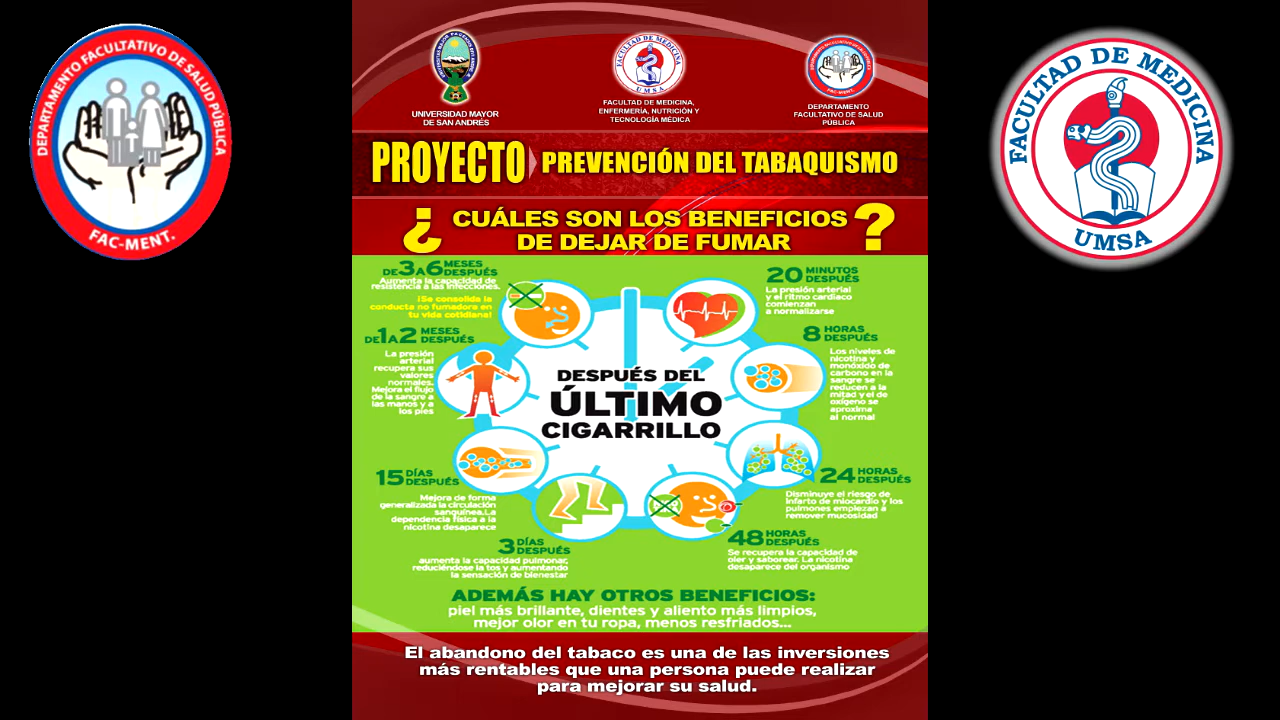 DEPARTAMENTO FACULTATIVO DE SALUD PÚBLICA
FAC-MENT.
FACULTAD DE MEDICINA
UMSA
UNIVERSIDAD MAYOR
DE SAN ANDRÉS
FACULTAD DE MEDICINA
UMSA
FACULTAD DE MEDICINA,
ENFERMERÍA, NUTRICIÓN Y
TECNOLOGÍA MÉDICA
FAC-MENT.
DEPARTAMENTO
FACULTATIVO DE SALUD
PÚBLICA
PROYECTO PREVENCIÓN DEL TABAQUISMO
¿ CUÁLES SON LOS BENEFICIOS
DE DEJAR DE FUMAR ?
DE 3 A 6 MESES DESPUÉS
Aumenta la capacidad de
resistencia a las infecciones.
¡Se consolida la
conducta no fumadora en
tu vida cotidiana!
DE 1 A 2 MESES DESPUÉS
La presión
arterial
recupera sus
valores
normales.
Mejora el flujo
de la sangre a
las manos y a
los pies
15 DÍAS DESPUÉS
Mejora de forma
generalizada la circulación
sanguínea.La
dependencia física a la
nicotina desaparece
3 DÍAS DESPUÉS
aumenta la capacidad pulmonar,
reduciéndose la tos y aumentando
la sensación de bienestar
DESPUÉS DEL
ÚLTIMO
CIGARRILLO
20 MINUTOS DESPUÉS
La presión arterial
y el ritmo cardiaco
comienzan
a normalizarse
8 HORAS DESPUÉS
Los niveles de
nicotina y
monóxido de
carbono en la
sangre se
reducen a la
mitad y el de
oxígeno se
aproxima
al normal
24 HORAS DESPUÉS
Disminuye el riesgo de
infarto de miocardio y los
pulmones empiezan a
remover mucosidad
48 HORAS DESPUÉS
Se recupera la capacidad de
oler y saborear. La nicotina
desaparece del organismo
ADEMÁS HAY OTROS BENEFICIOS:
piel más brillante, dientes y aliento más limpios,
mejor olor en tu ropa, menos resfriados...
El abandono del tabaco es una de las inversiones
más rentables que una persona puede realizar
para mejorar su salud.